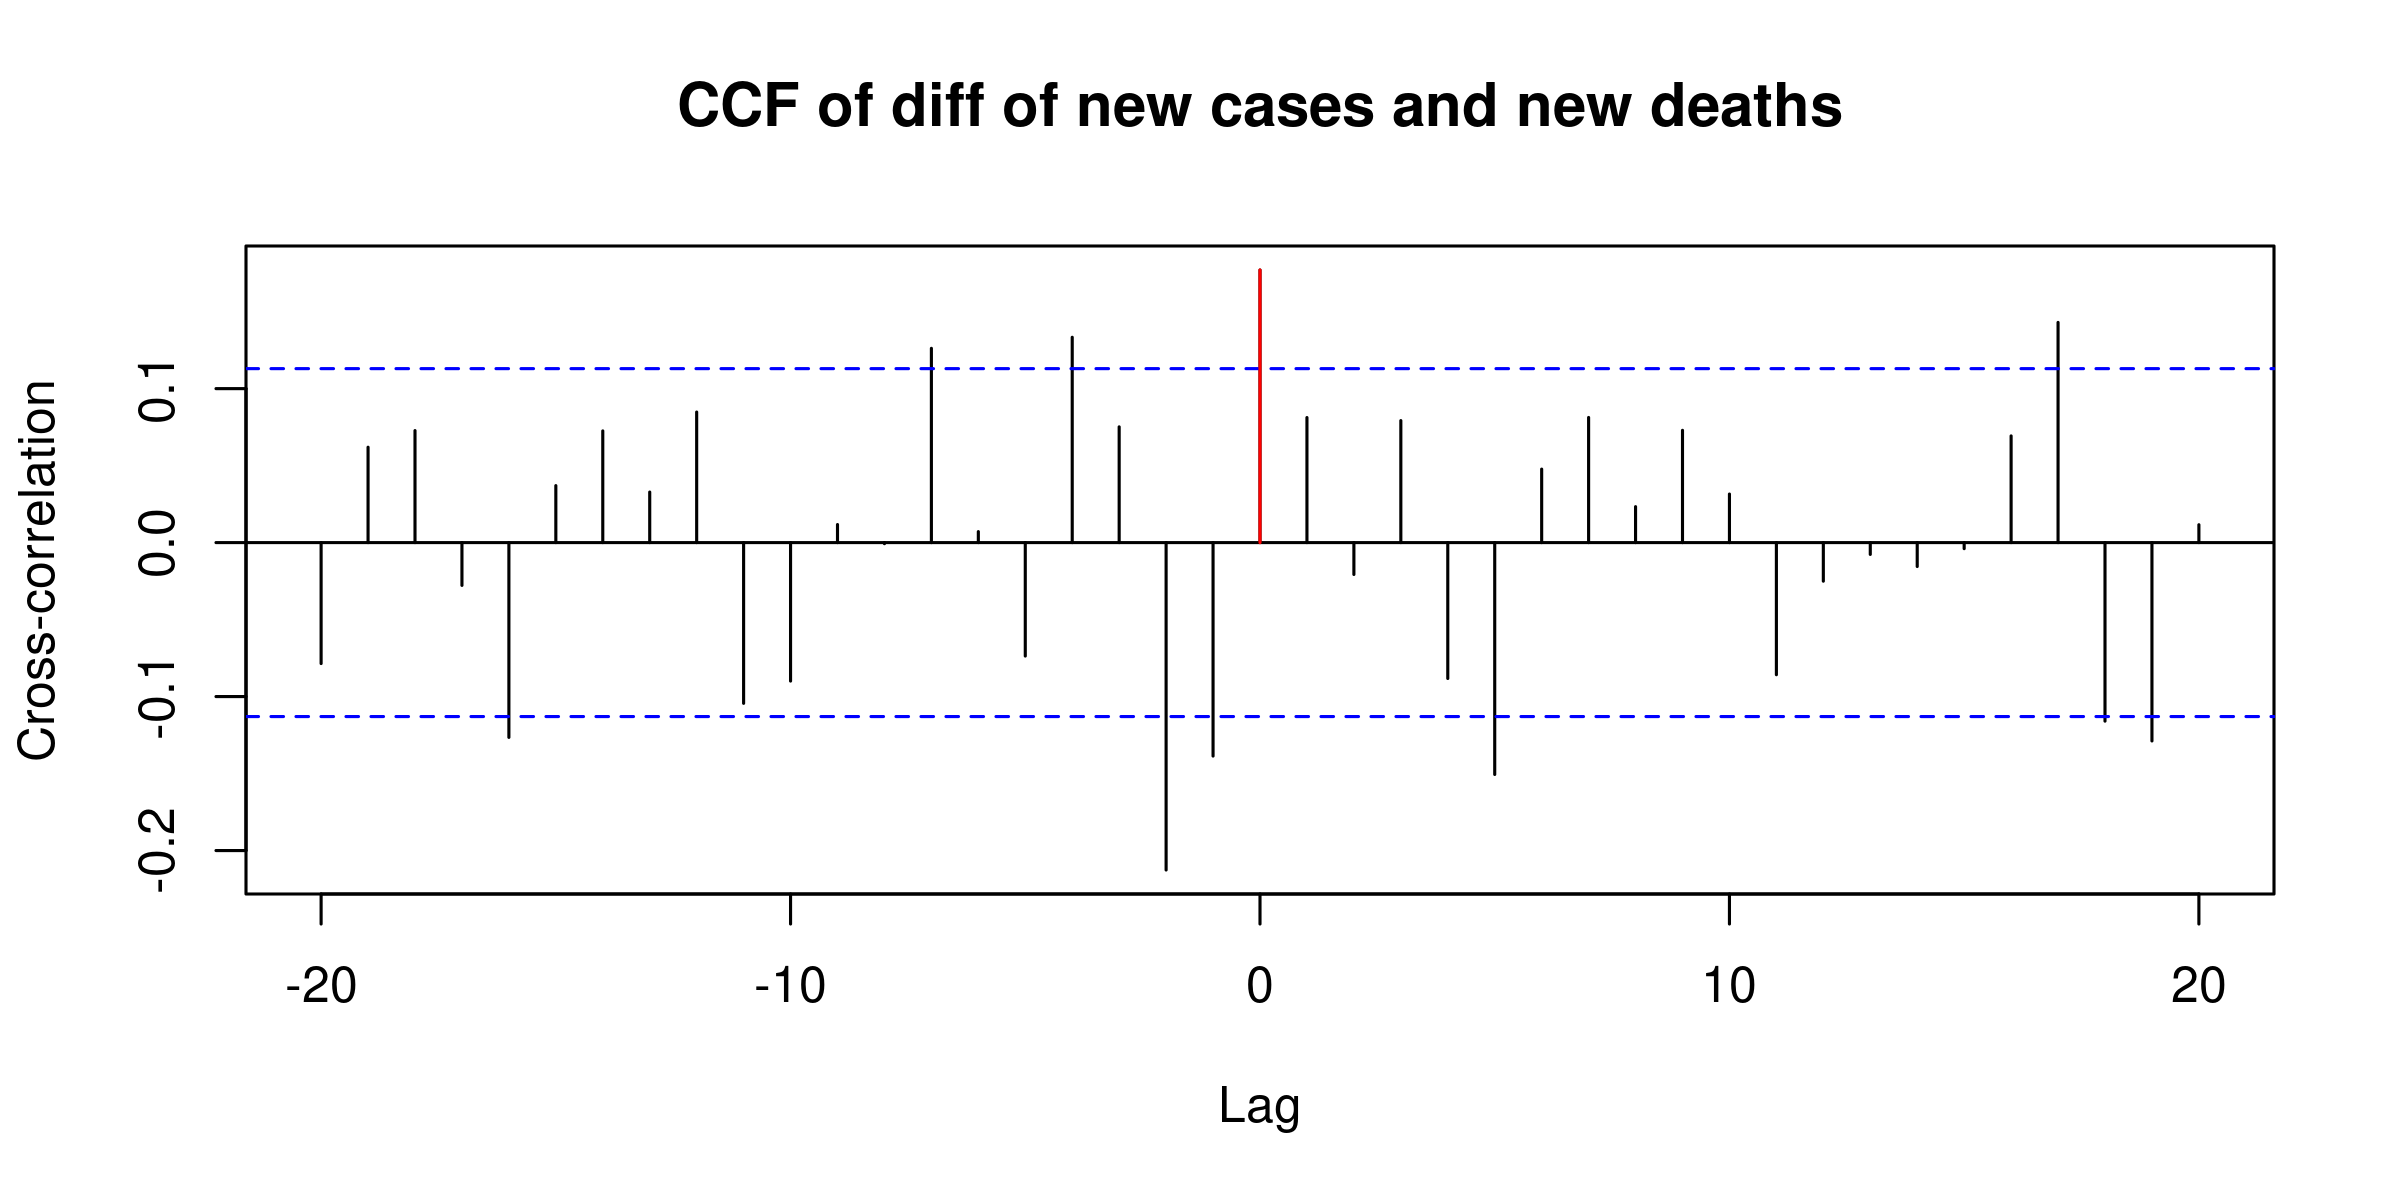 CCF of diff of new cases and new deaths
Cross-correlation
0.1
0.0
-0.1
-0.2
-20 -10 0 10 20
Lag